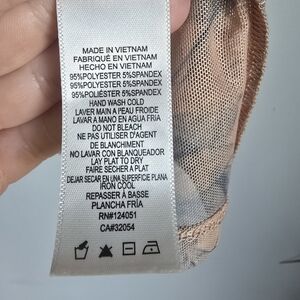 MADE IN VIETNAM
FABRIQUÉ EN VIETNAM
HECHO EN VIETNAM
95%POLYESTER 5%SPANDEX
95%POLYESTER 5%SPANDEX
95%POLIÉSTER 5%SPANDEX
HAND WASH COLD
LAVER MAIN A PEAU FROIDE
LAVAR A MANO EN AGUA FRIA
DO NOT BLEACH
NE PAS UTILISER D'AGENT
DE BLANCHIMENT
NO LAVAR CON BLANQUEADOR
LAY PLAT TO DRY
FAIRE SÉCHER A PLAT
DEJAR SECAR EN UNA SUPERFICIE PLANA
IRON COOL
REPASSER À BASSE
PLANCHA FRÍA
RN#124051
CA#32054